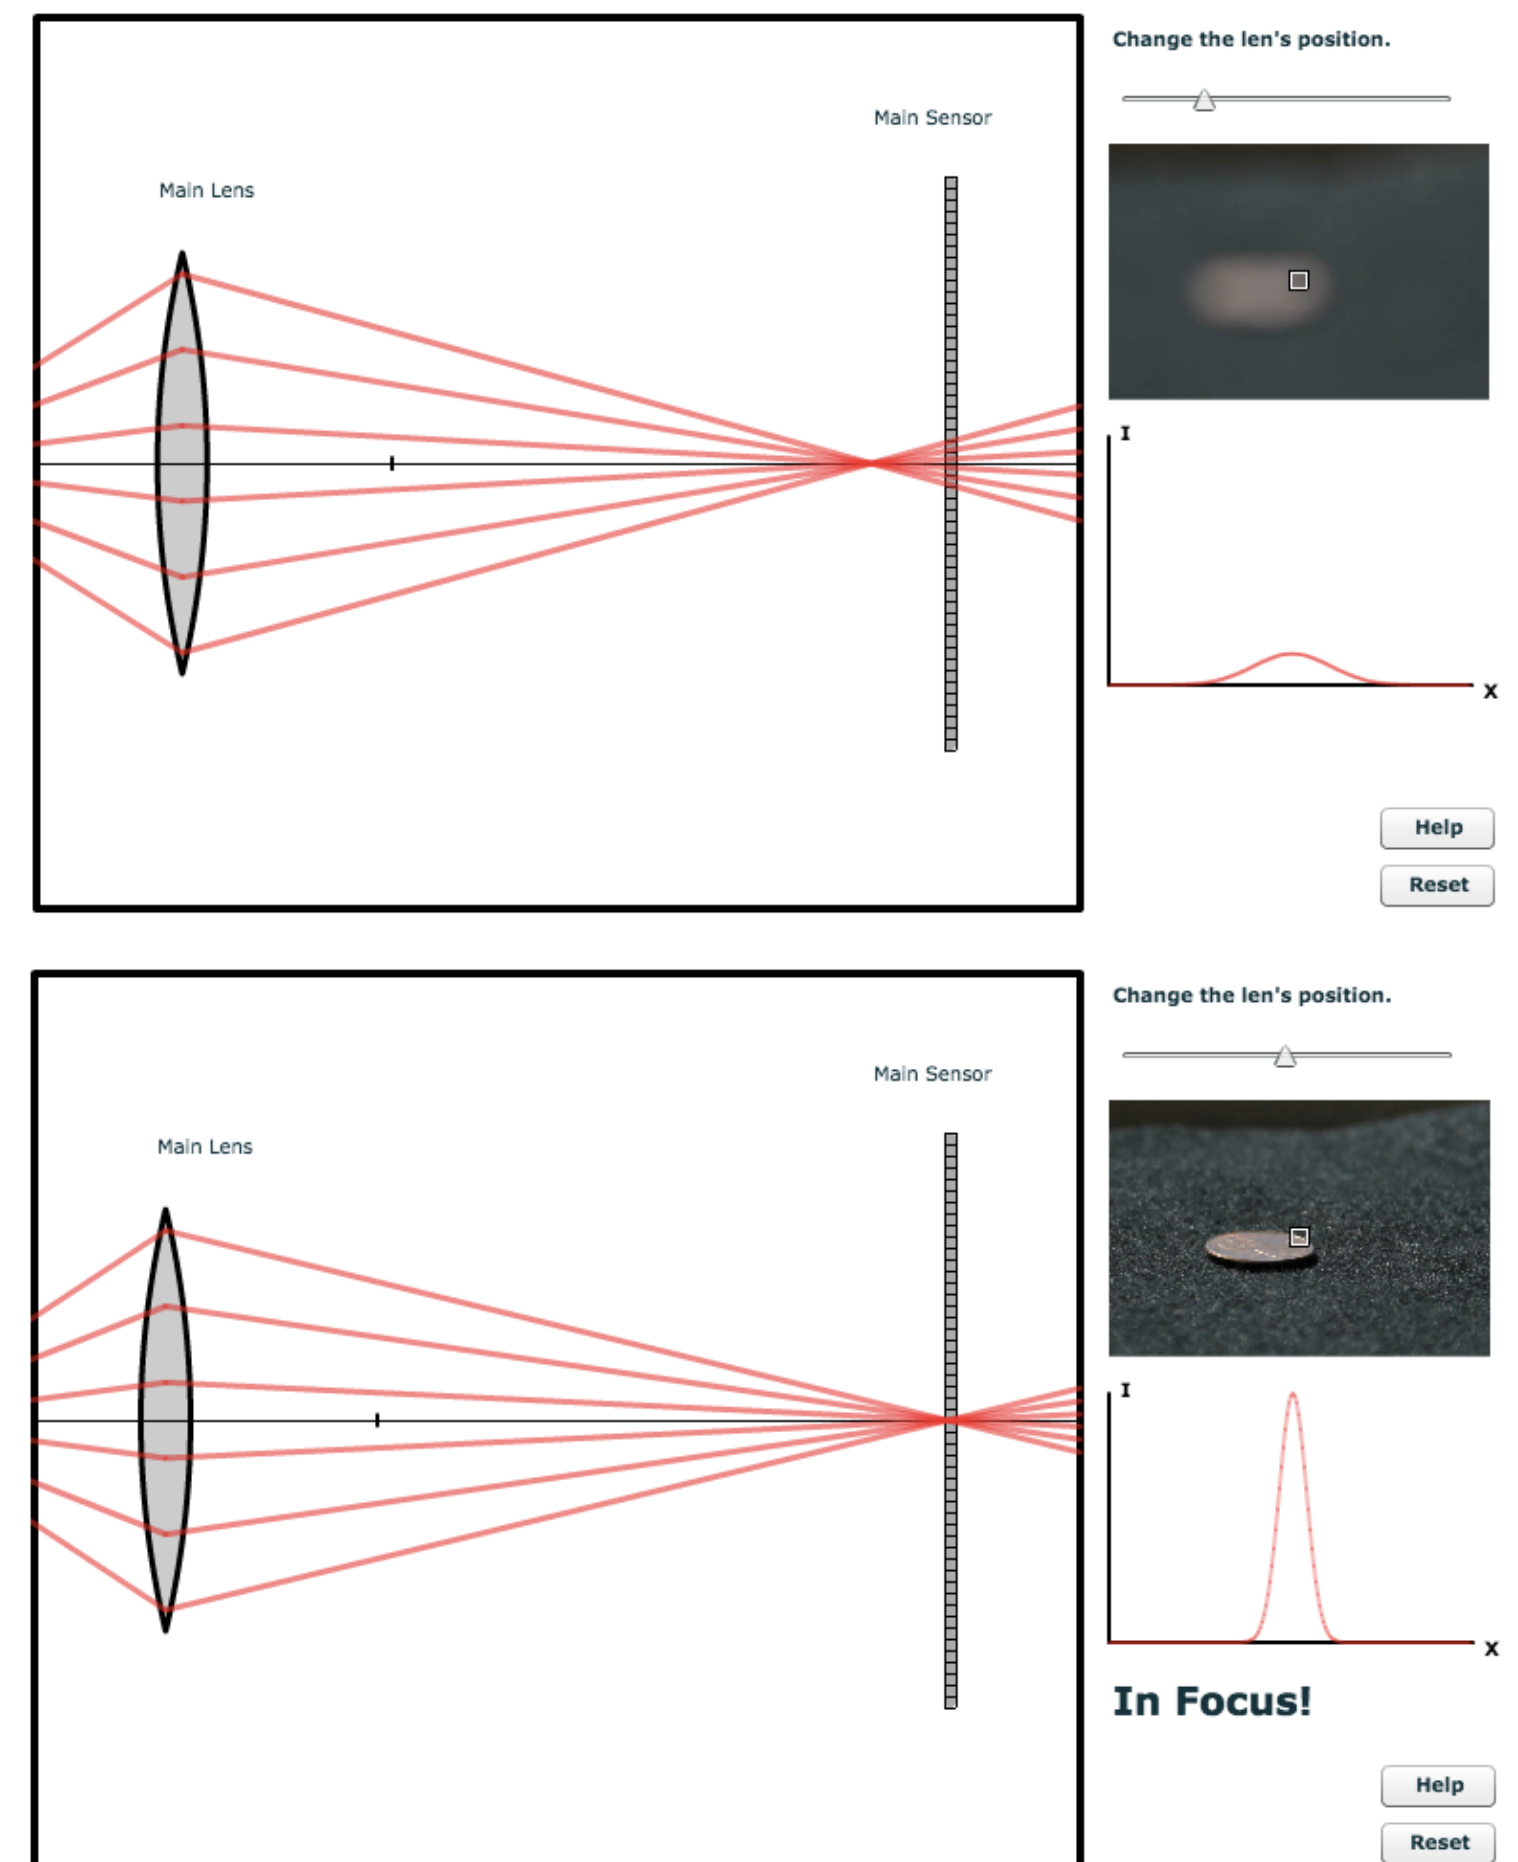 Change the len's position.
Main Sensor
Main Lens
I
x
Help
Reset
Change the len's position.
Main Sensor
Main Lens
I
x
In Focus!
Help
Reset